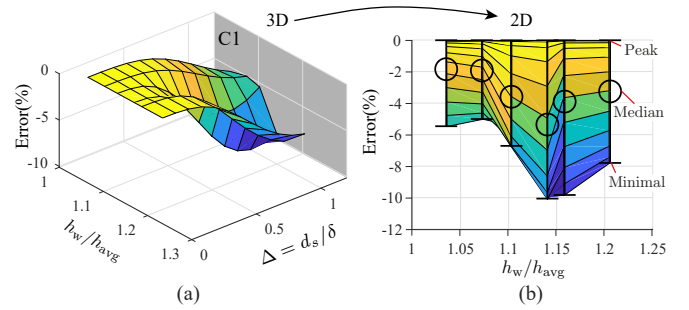 (a)
3D
2D
C1
Error(%)
0
-5
-10
1
1.1
1.2
1.3
h_w/h_avg
0
0.5
1
Δ = d_s/δ
(a)
Error(%)
-0
-2
-4
-6
-8
-10
-12
1
1.05
1.1
1.15
1.2
1.25
h_w/h_avg
Peak
Median
Minimal
(b)